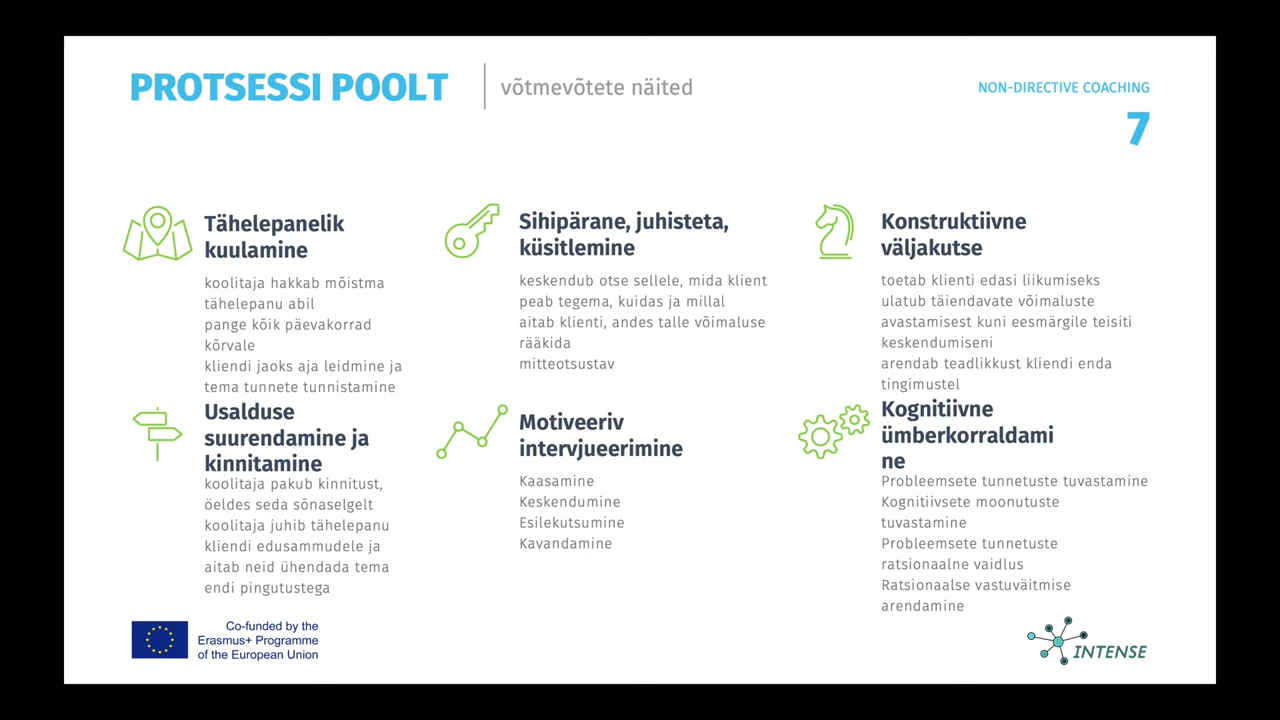 PROTSESSI POOLT
võtmevõtete näited
NON-DIRECTIVE COACHING
7
Tähelepanelik
kuulamine
koolitaja hakkab mõistma
tähelepanu abil
pange kõik päevakorrad
kõrvale
kliendi jaoks aja leidmine ja
tema tunnete tunnistamine
Sihipärane, juhisteta,
küsitlemine
keskendub otse sellele, mida klient
peab tegema, kuidas ja millal
aitab klienti, andes talle võimaluse
rääkida
mitteotsustav
Konstruktiivne
väljakutse
toetab klienti edasi liikumiseks
ulatub täiendavate võimaluste
avastamisest kuni eesmärgile teisiti
keskendumiseni
arendab teadlikkust kliendi enda
tingimustel
Usalduse
suurendamine ja
kinnitamine
koolitaja pakub kinnitust,
öeldes seda sõnaselgelt
koolitaja juhib tähelepanu
kliendi edusammudele ja
aitab neid ühendada tema
endi pingutustega
Motiveeriv
intervjueerimine
Kaasamine
Keskendumine
Esilekutsumine
Kavandamine
Kognitiivne
ümberkorraldami
ne
Probleemsete tunnetuste tuvastamine
Kognitiivsete moonutuste
tuvastamine
Probleemsete tunnetuste
ratsionaalne vaidlus
Ratsionaalse vastuväitmise
arendamine
Co-funded by the
Erasmus+ Programme
of the European Union
INTENSE